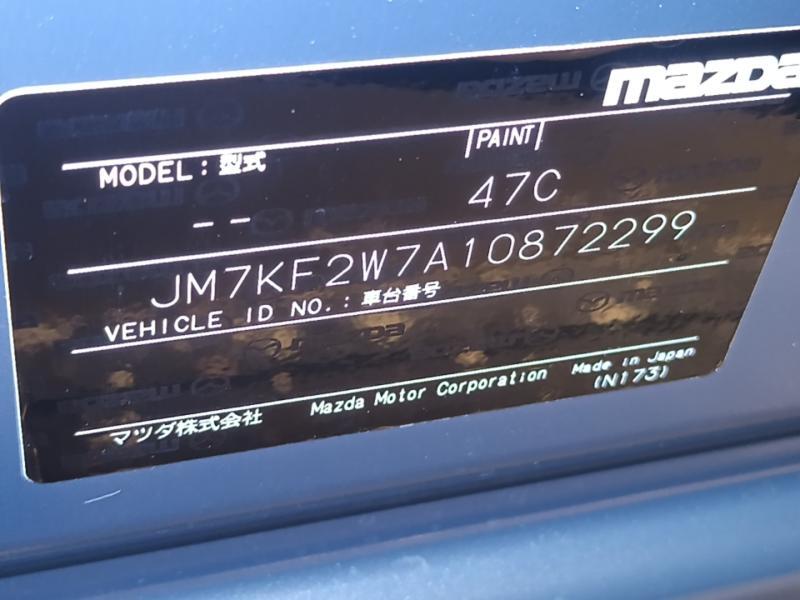 mazda
MODEL : 型式
PAINT
47C
--
JM7KF2W7A10872299
VEHICLE ID NO. : 車台番号
マツダ株式会社 Mazda Motor Corporation Made in Japan
(N173)